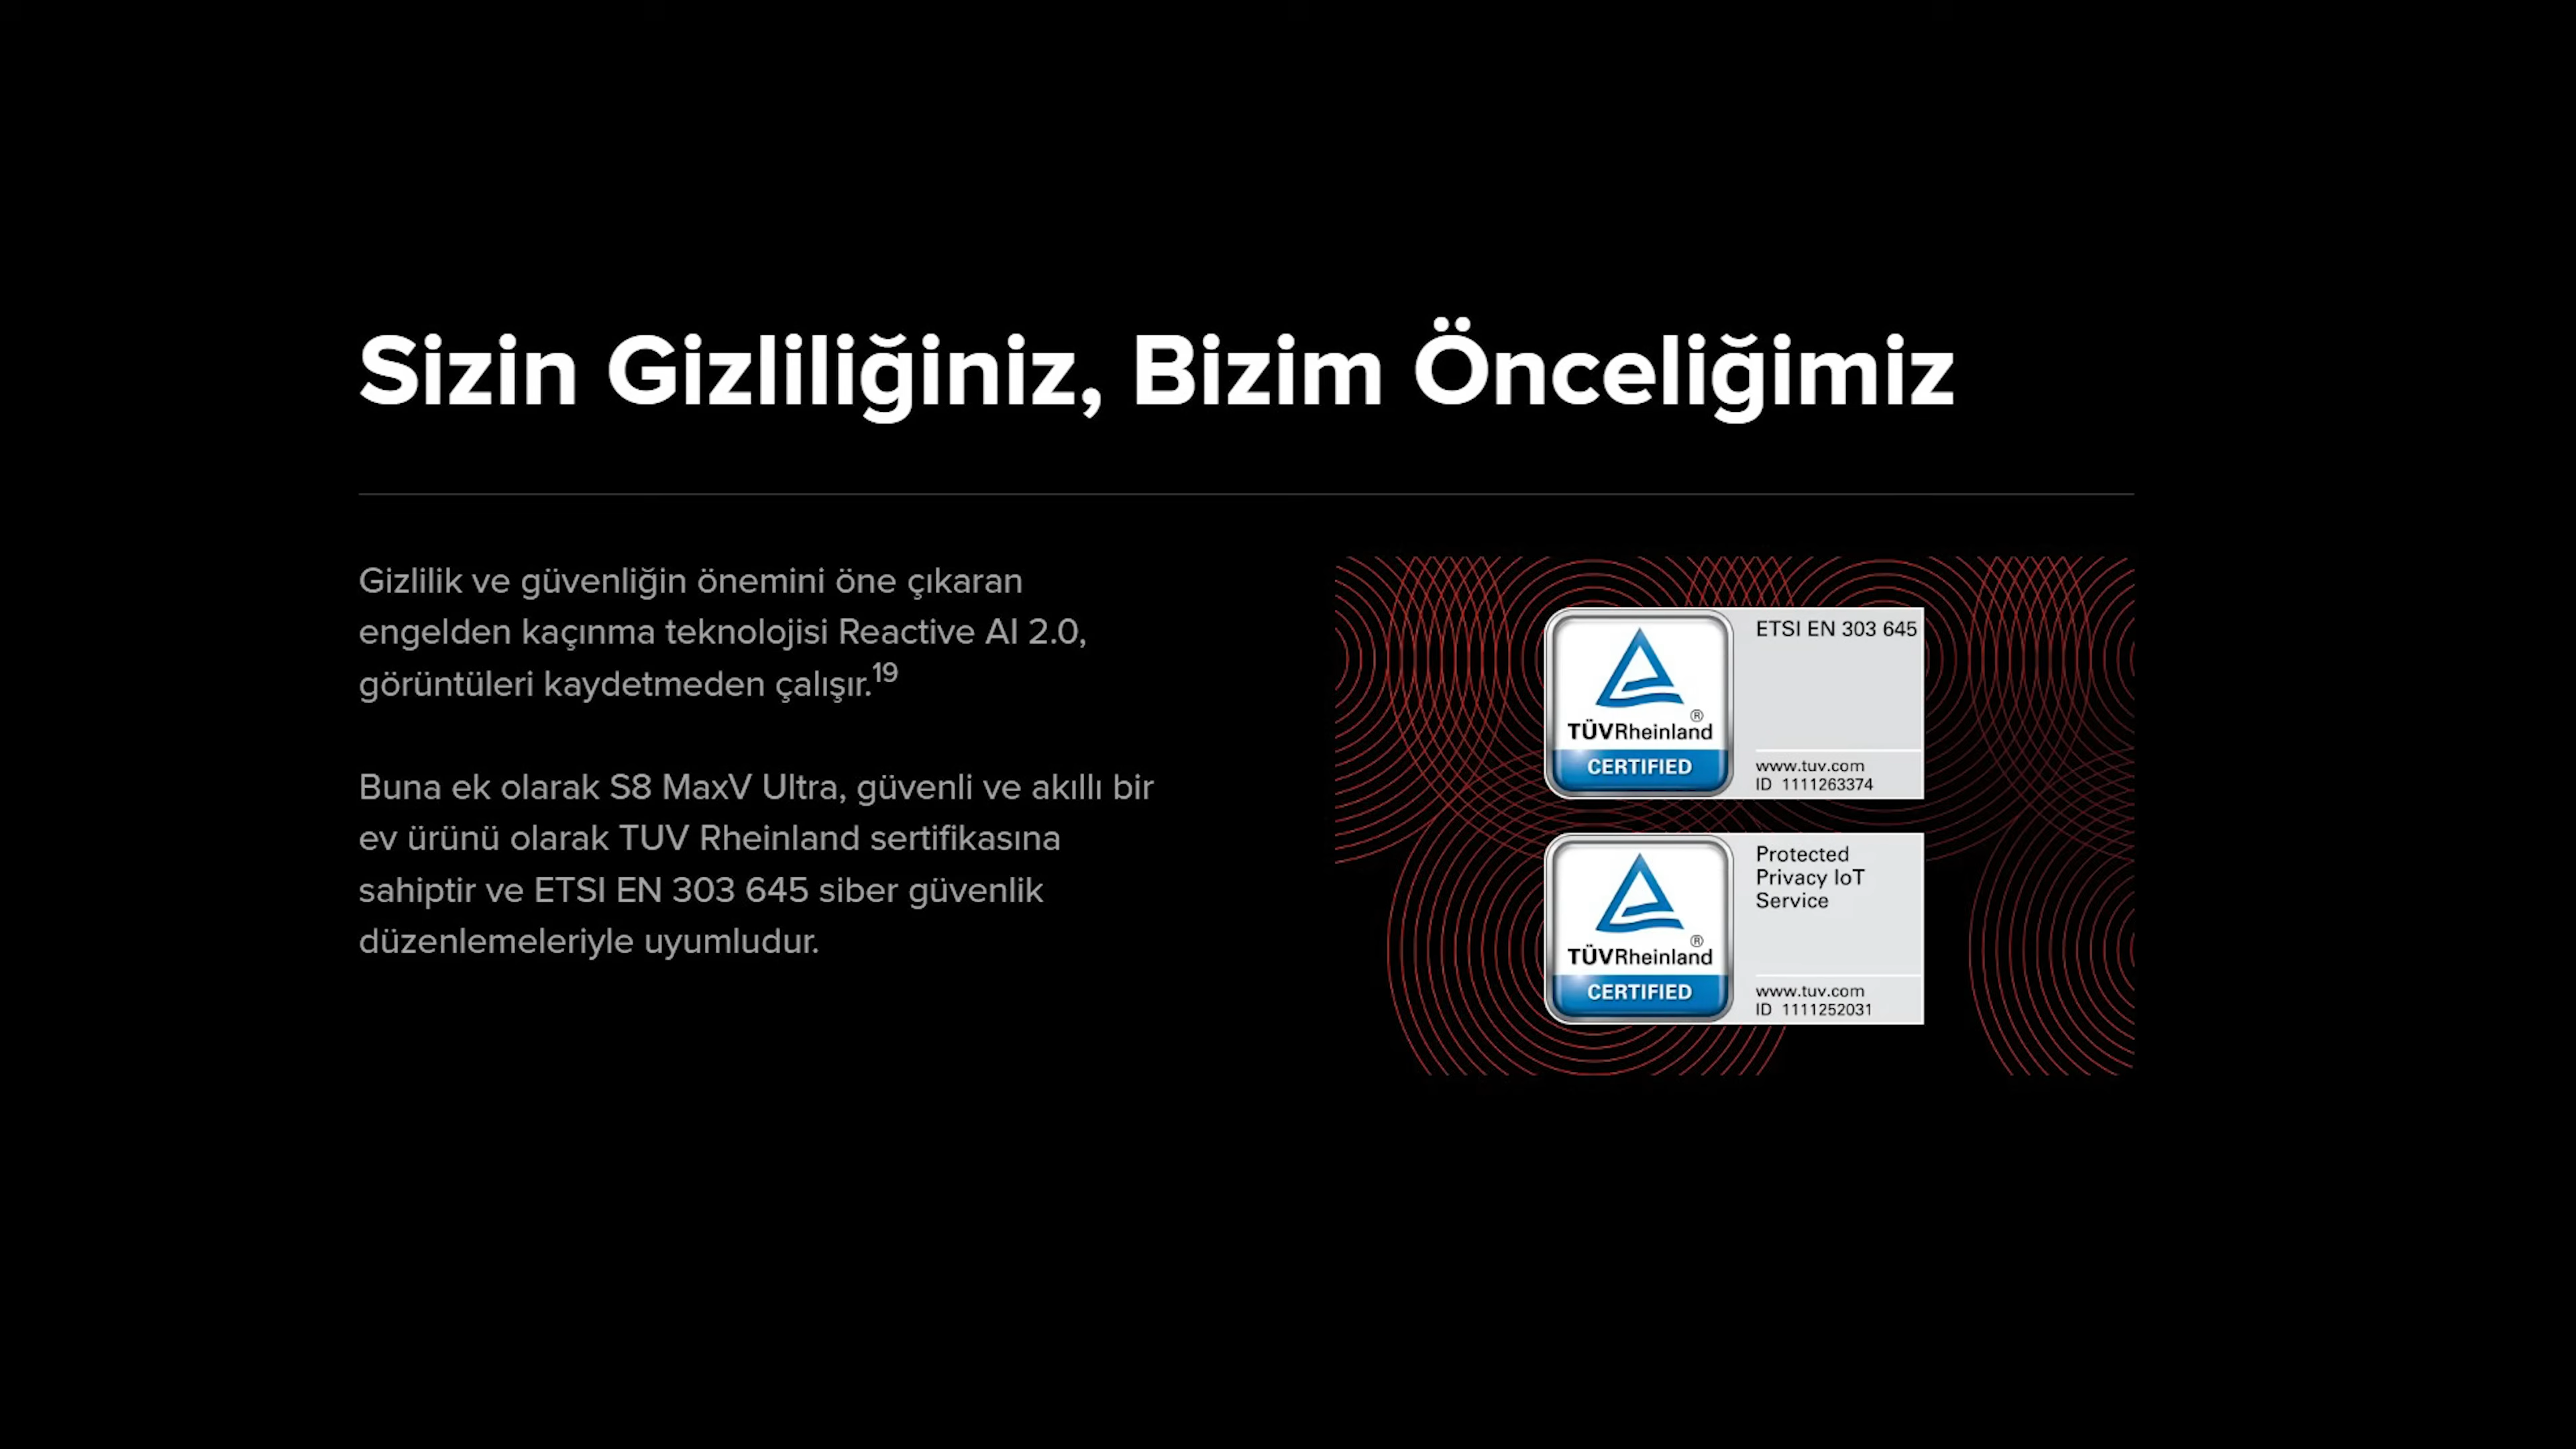 Sizin Gizliliğiniz, Bizim Önceliğimiz
Gizlilik ve güvenliğin önemini öne çıkaran
engelden kaçınma teknolojisi Reactive AI 2.0,
görüntüleri kaydetmeden çalışır.19
Buna ek olarak S8 MaxV Ultra, güvenli ve akıllı bir
ev ürünü olarak TUV Rheinland sertifikasına
sahiptir ve ETSI EN 303 645 siber güvenlik
düzenlemeleriyle uyumludur.
ETSI EN 303 645
®
TÜVRheinland
CERTIFIED
www.tuv.com
ID 1111263374
Protected
Privacy IoT
Service
®
TÜVRheinland
CERTIFIED
www.tuv.com
ID 1111252031